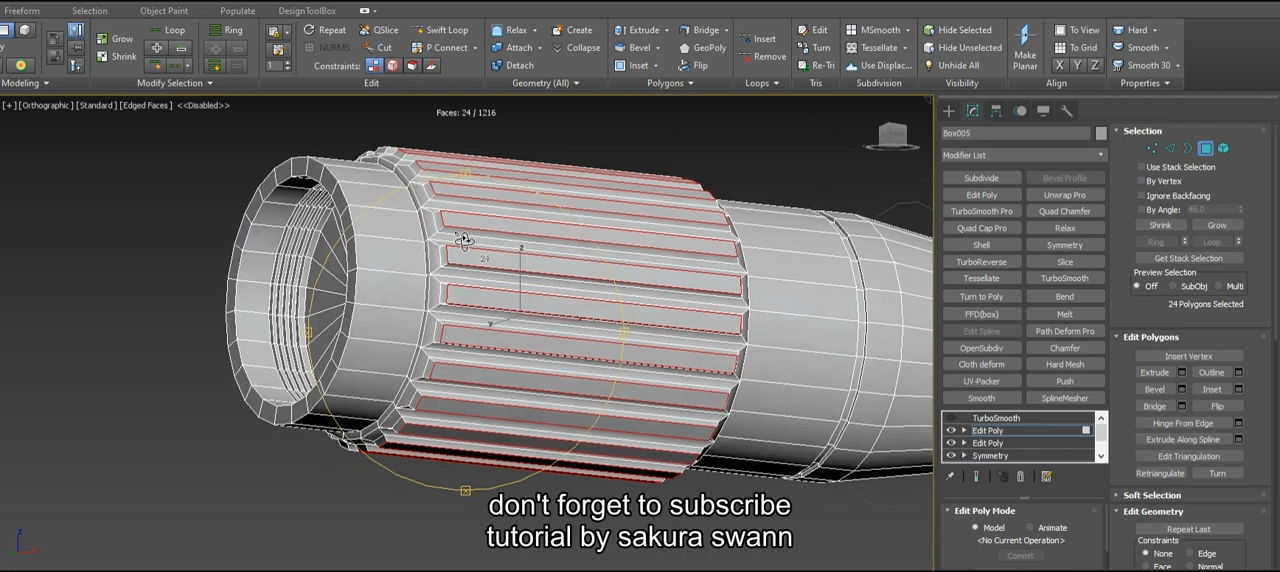 Freeform Selection Object Paint Populate DesignToolBox
Grow Loop Ring Repeat QSlice Swift Loop Relax Create Extrude Bridge Insert Edit MSmooth Hide Selected To View Hard
Shrink NURMS Cut P Connect Attach Collapse Bevel GeoPoly Remove Turn Tessellate Hide Unselected Make Planar To Grid Smooth
1 Constraints: Detach Inset Flip Re-Tri Use Displac... Unhide All X Y Z Smooth 30
Modeling Modify Selection Edit Geometry (All) Polygons Loops Tris Subdivision Visibility Align Properties
[+] [Orthographic] [Standard] [Edged Faces] <<Disabled>>
Faces: 24 / 1216
24
z
y
z
don't forget to subscribe
tutorial by sakura swann
Box005
Modifier List
Subdivide Bevel Profile
Edit Poly Unwrap Pro
TurboSmooth Pro Quad Chamfer
Quad Cap Pro Relax
Shell Symmetry
TurboReverse Slice
Tessellate TurboSmooth
Turn to Poly Bend
FFD(box) Melt
Edit Spline Path Deform Pro
OpenSubdiv Chamfer
Cloth deform Hard Mesh
UV-Packer Push
Smooth SplineMesher
TurboSmooth
Edit Poly
Edit Poly
Symmetry
Edit Poly Mode
Model Animate
<No Current Operation>
Commit
Selection
Use Stack Selection
By Vertex
Ignore Backfacing
By Angle: 45.0
Shrink Grow
Ring Loop
Get Stack Selection
Preview Selection
Off SubObj Multi
24 Polygons Selected
Edit Polygons
Insert Vertex
Extrude Outline
Bevel Inset
Bridge Flip
Hinge From Edge
Extrude Along Spline
Edit Triangulation
Retriangulate Turn
Soft Selection
Edit Geometry
Repeat Last
Constraints
None Edge
Face Normal